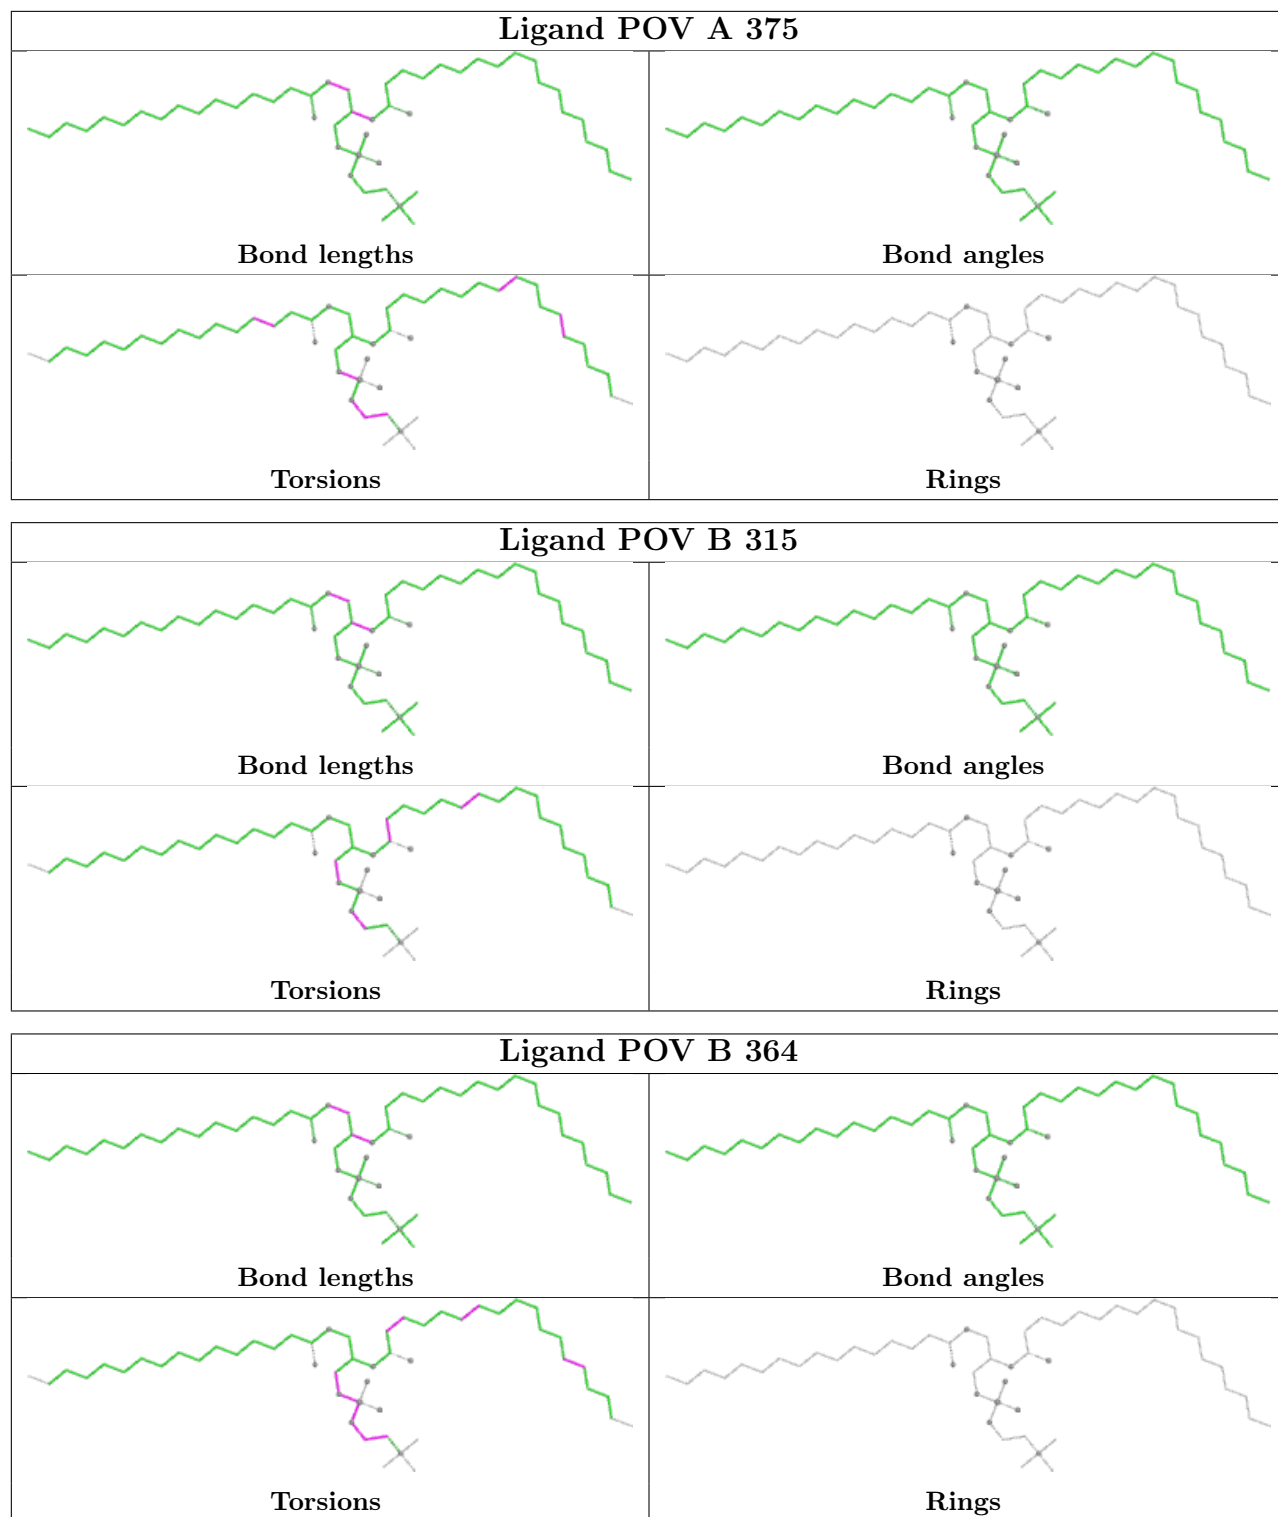 Ligand POV A 375
Bond lengths
Bond angles
Torsions
Rings
Ligand POV B 315
Bond lengths
Bond angles
Torsions
Rings
Ligand POV B 364
Bond lengths
Bond angles
Torsions
Rings